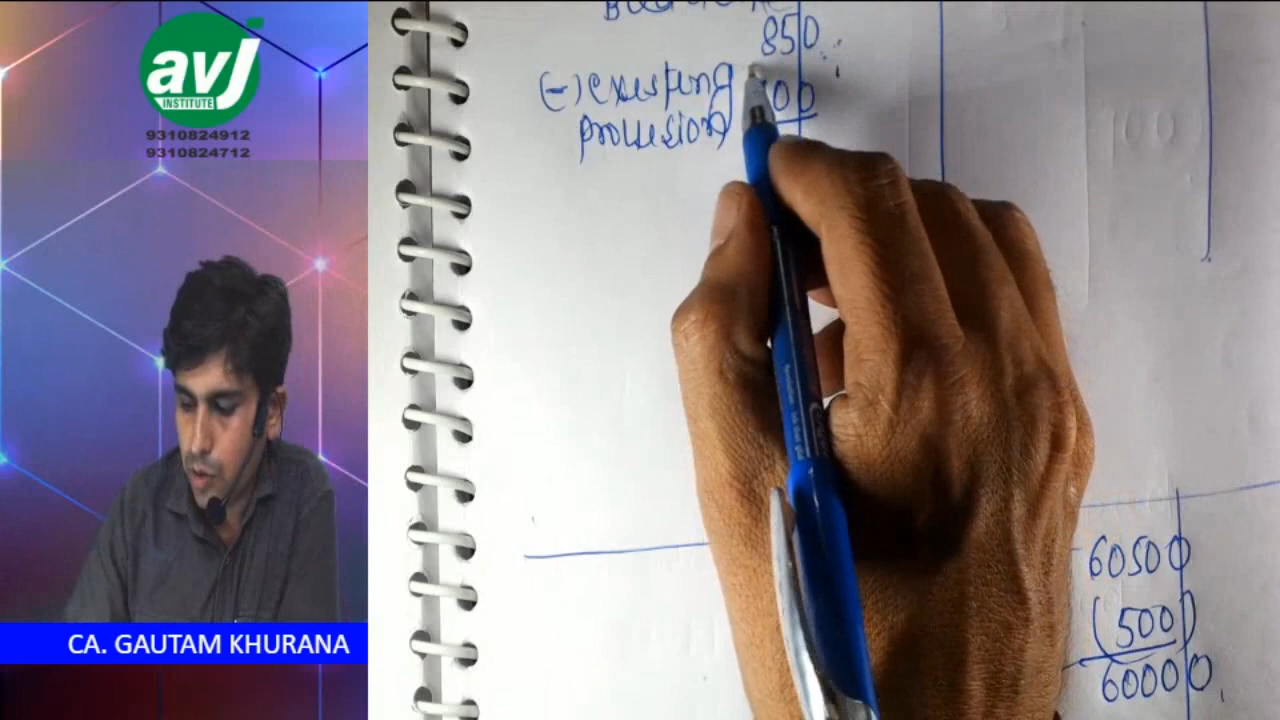 avj
INSTITUTE
9310824912
9310824712
CA. GAUTAM KHURANA
850
(-) existing
provision
60500
(500)
60000